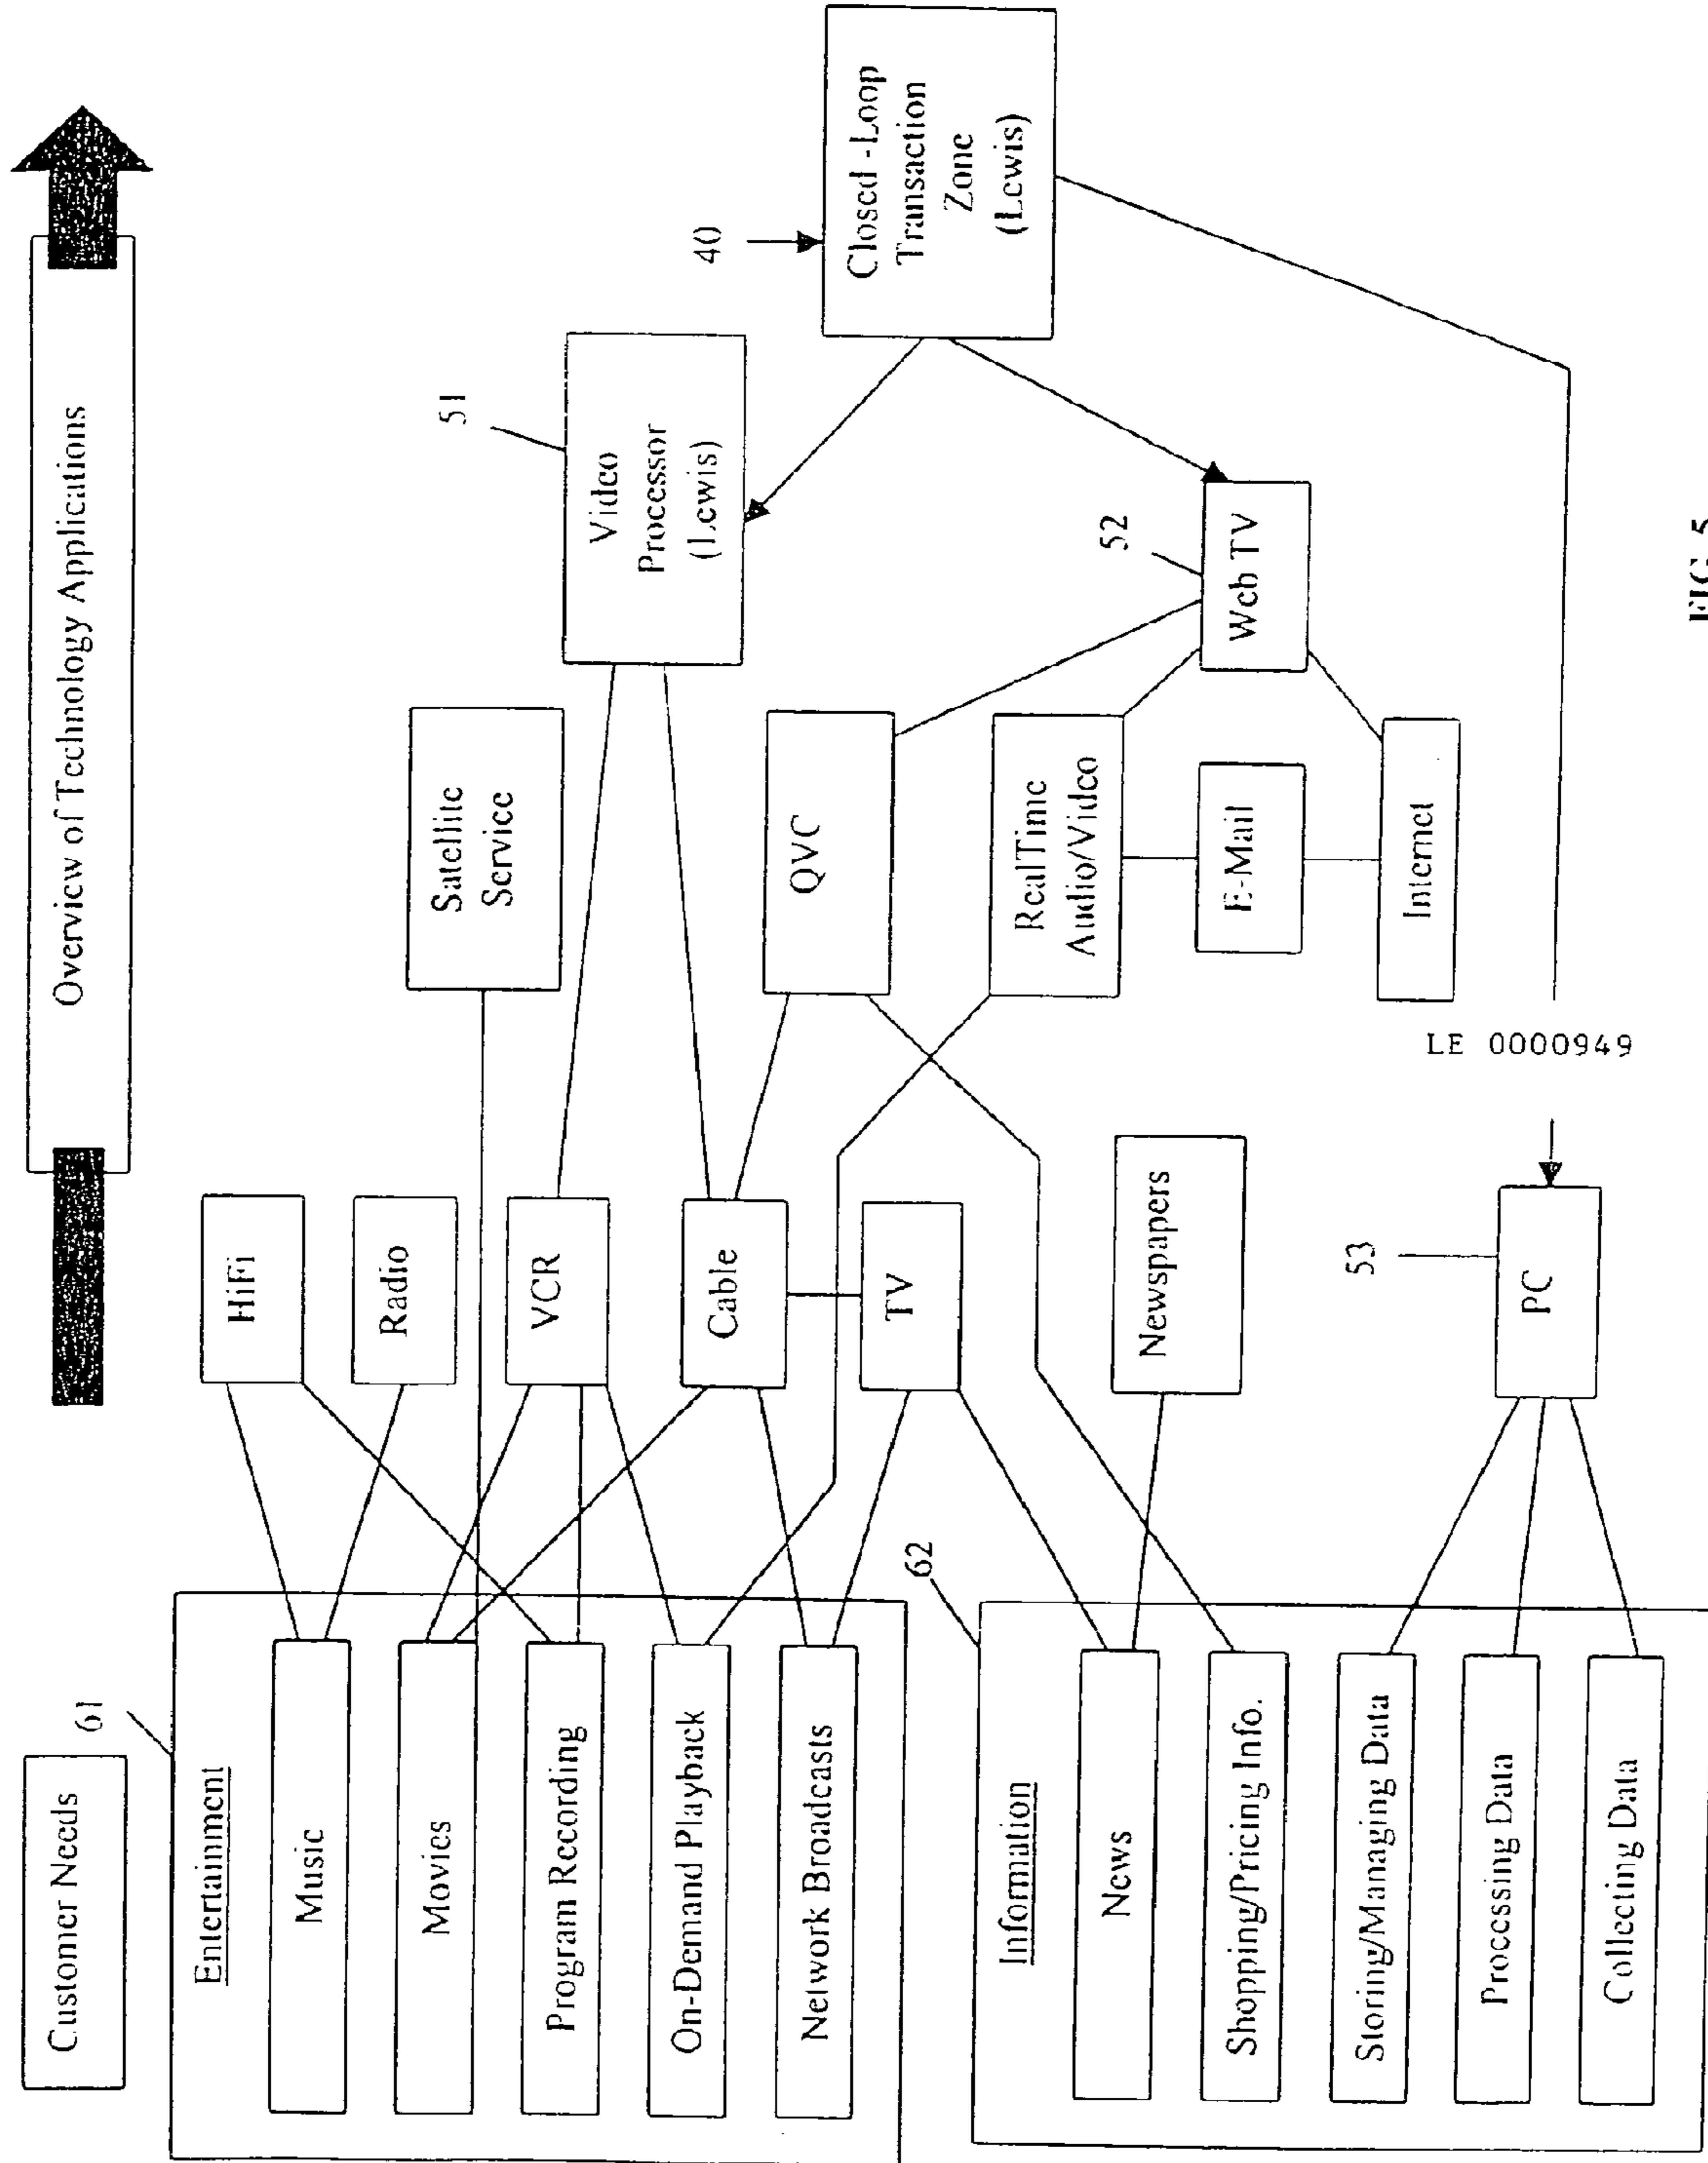 Overview of Technology Applications
Customer Needs
61
Entertainment
Music
Movies
Program Recording
On-Demand Playback
Network Broadcasts
62
Information
News
Shopping/Pricing Info.
Storing/Managing Data
Processing Data
Collecting Data
HiFi
Radio
VCR
Cable
TV
Newspapers
53
PC
Satellite
Service
QVC
RealTime
Audio/Video
E-Mail
Internet
51
Video
Processor
(Lewis)
52
Web TV
40
Closed -Loop
Transaction
Zone
(Lewis)
LE 0000949
FIG 5